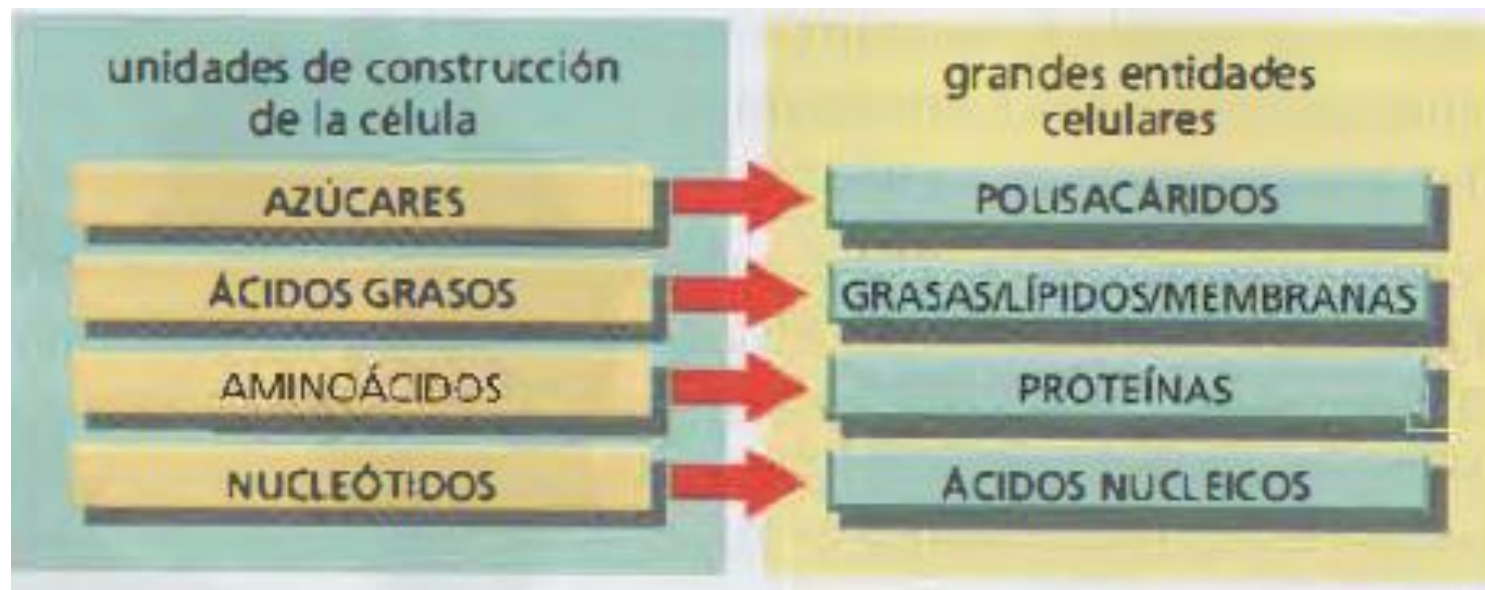 unidades de construcción
de la célula
grandes entidades
celulares
AZÚCARES
POLISACÁRIDOS
ÁCIDOS GRASOS
GRASAS/LÍPIDOS/MEMBRANAS
AMINOÁCIDOS
PROTEÍNAS
NUCLEÓTIDOS
ÁCIDOS NUCLEICOS